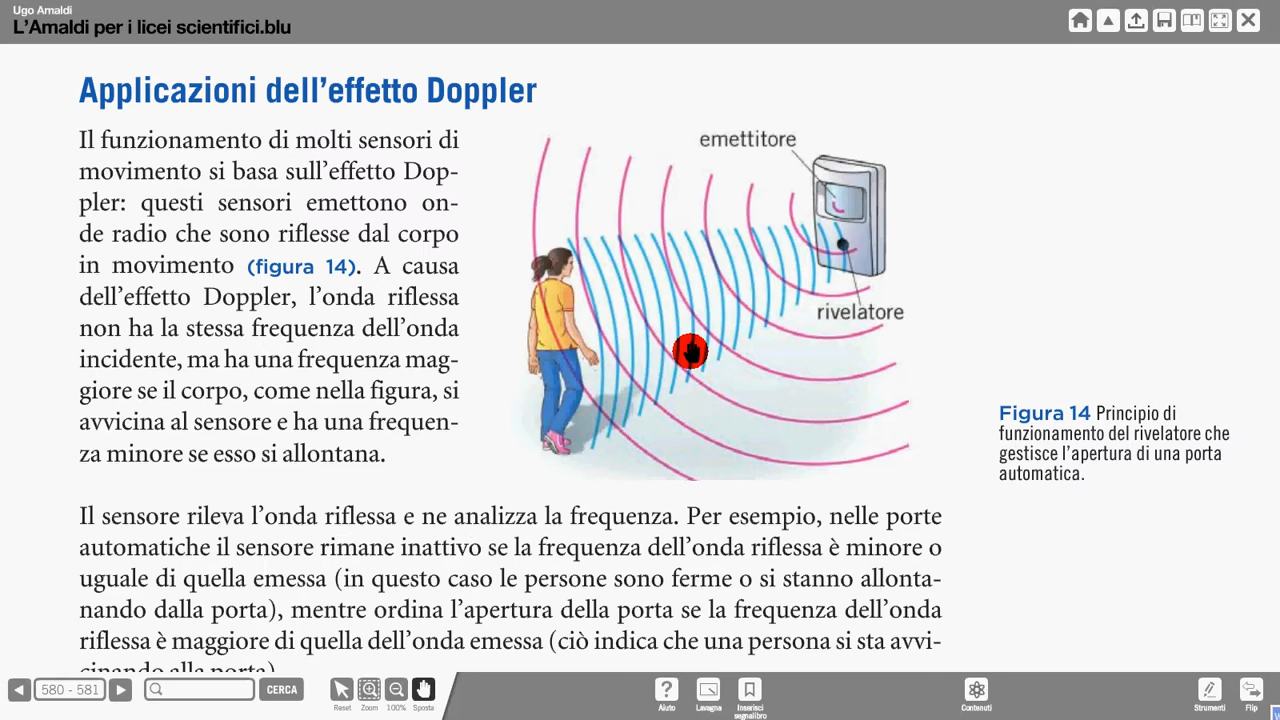 Ugo Amaldi
L'Amaldi per i licei scientifici.blu
Applicazioni dell'effetto Doppler
Il funzionamento di molti sensori di
movimento si basa sull'effetto Dop-
pler: questi sensori emettono on-
de radio che sono riflesse dal corpo
in movimento (figura 14). A causa
dell'effetto Doppler, l'onda riflessa
non ha la stessa frequenza dell'onda
incidente, ma ha una frequenza mag-
giore se il corpo, come nella figura, si
avvicina al sensore e ha una frequen-
za minore se esso si allontana.
emettitore
rivelatore
Figura 14 Principio di
funzionamento del rivelatore che
gestisce l'apertura di una porta
automatica.
Il sensore rileva l'onda riflessa e ne analizza la frequenza. Per esempio, nelle porte
automatiche il sensore rimane inattivo se la frequenza dell'onda riflessa è minore o
uguale di quella emessa (in questo caso le persone sono ferme o si stanno allonta-
nando dalla porta), mentre ordina l'apertura della porta se la frequenza dell'onda
riflessa è maggiore di quella dell'onda emessa (ciò indica che una persona si sta avvi-
cinando alla porta).
580 - 581
CERCA
Reset
Zoom
100%
Sposta
Aiuto
Lavagna
Inserisci
segnalibro
Contenuti
Strumenti
Flip